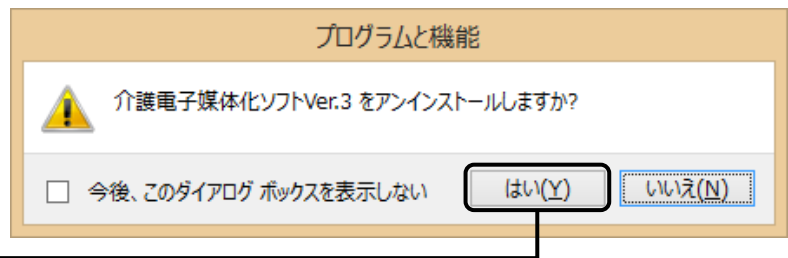 プログラムと機能
介護電子媒体化ソフトVer.3 をアンインストールしますか?
今後、このダイアログ ボックスを表示しない
はい(Y)
いいえ(N)